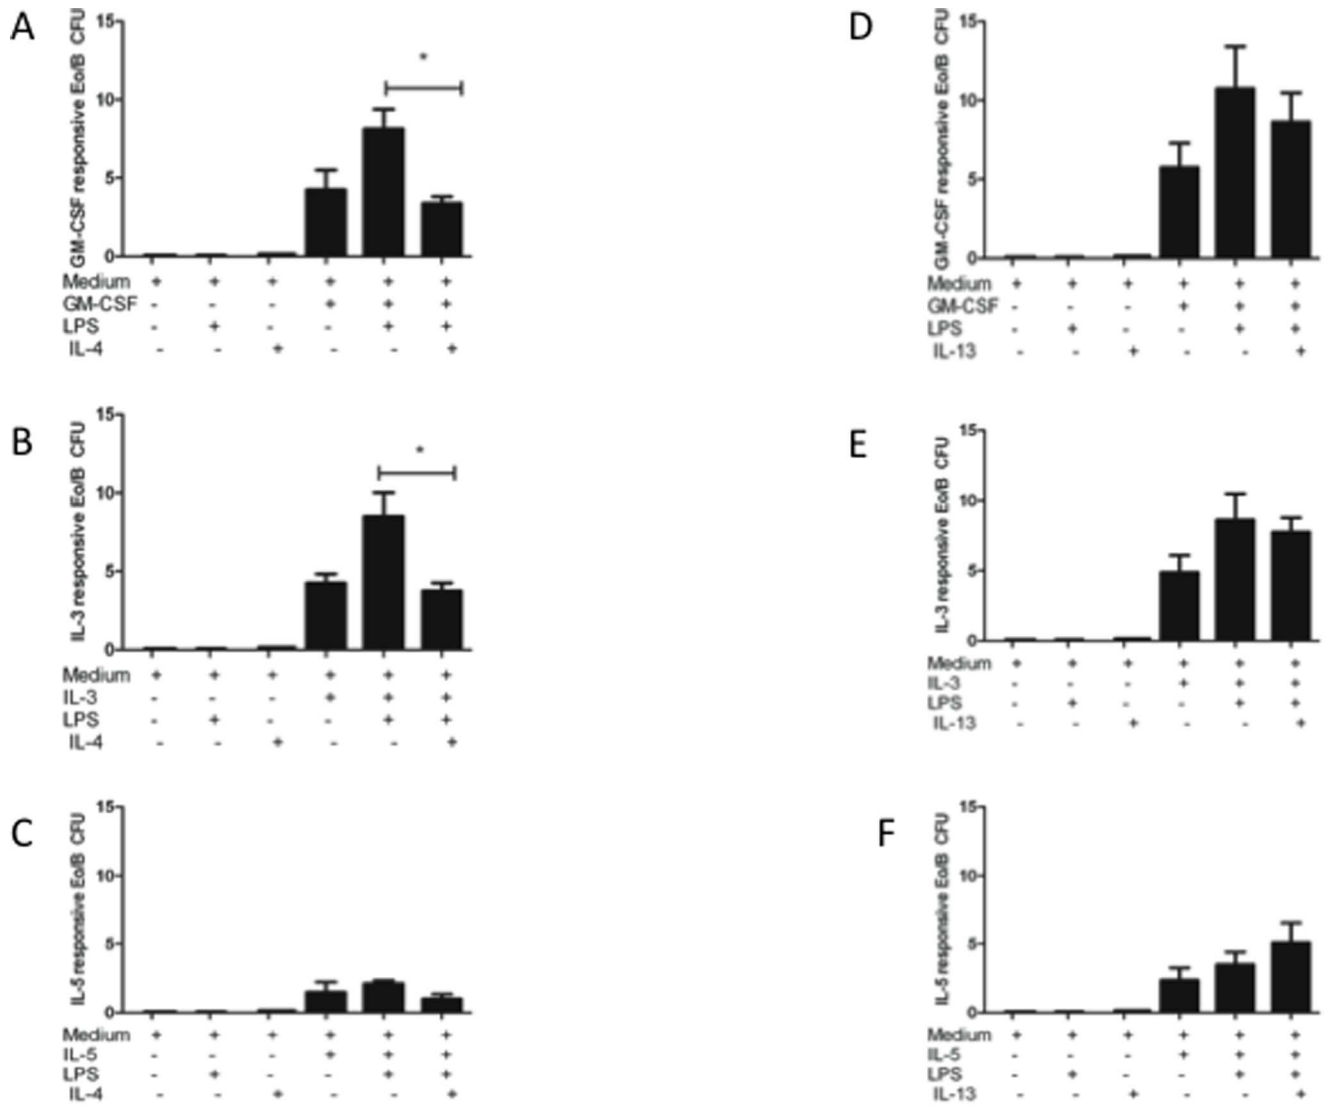 A
GM-CSF responsive Eo/B CFU
15
10
5
0
*
Medium + + + + + +
GM-CSF - - - + + +
LPS - + - - + +
IL-4 - - + - - +
B
IL-3 responsive Eo/B CFU
15
10
5
0
*
Medium + + + + + +
IL-3 - - - + + +
LPS - + - - + +
IL-4 - - + - - +
C
IL-5 responsive Eo/B CFU
15
10
5
0
Medium + + + + + +
IL-5 - - - + + +
LPS - + - - + +
IL-4 - - + - - +
D
GM-CSF responsive Eo/B CFU
15
10
5
0
Medium + + + + + +
GM-CSF - - - + + +
LPS - + - - + +
IL-13 - - + - - +
E
IL-3 responsive Eo/B CFU
15
10
5
0
Medium + + + + + +
IL-3 - - - + + +
LPS - + - - + +
IL-13 - - + - - +
F
IL-5 responsive Eo/B CFU
15
10
5
0
Medium + + + + + +
IL-5 - - - + + +
LPS - + - - + +
IL-13 - - + - - +